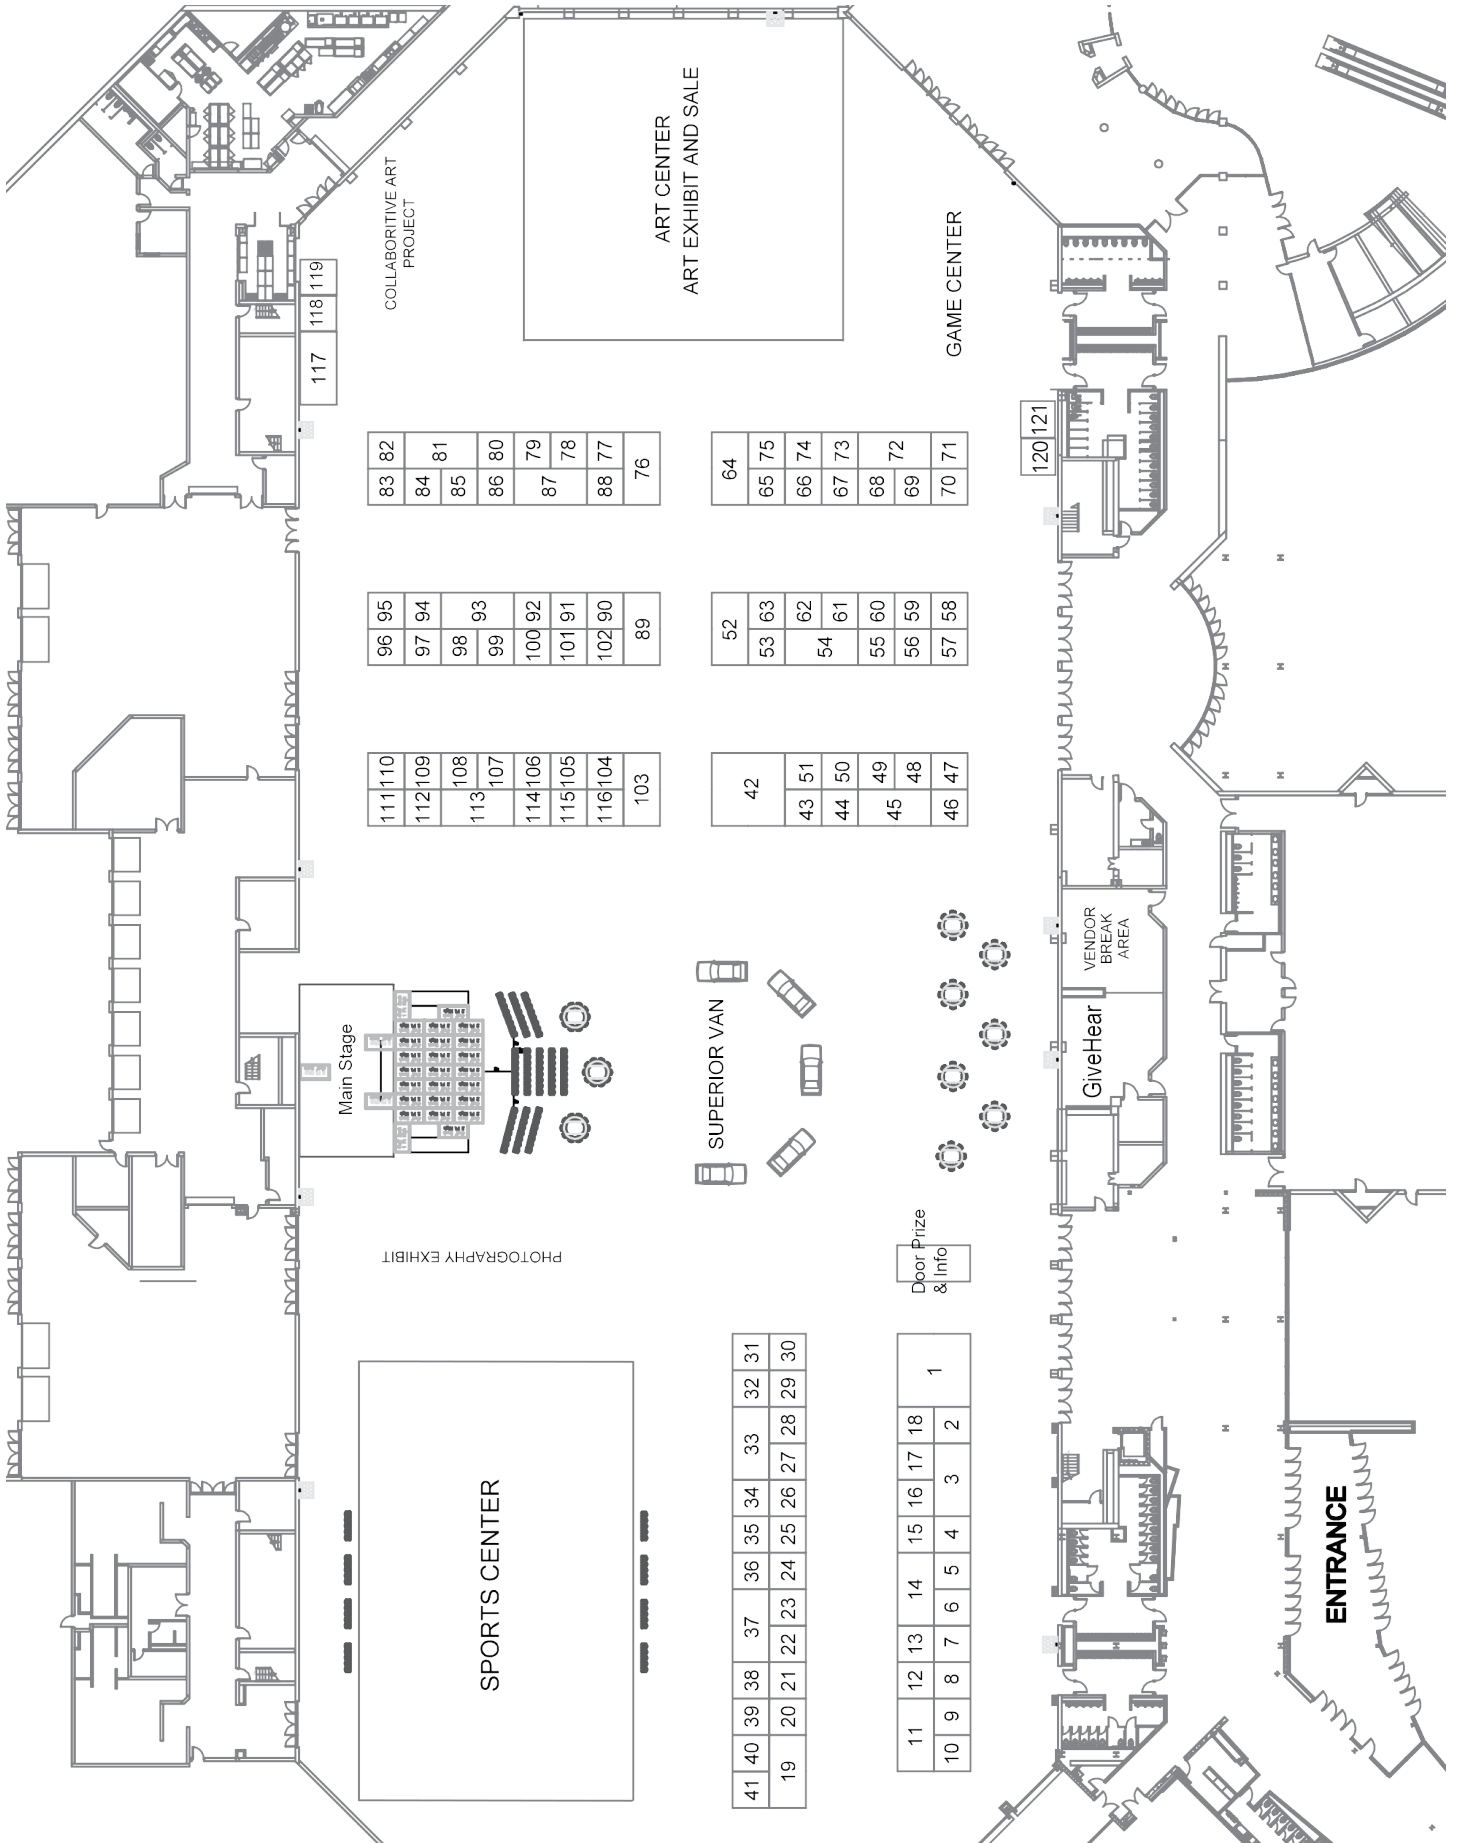 ART CENTER
ART EXHIBIT AND SALE
COLLABORITIVE ART
PROJECT
GAME CENTER
119
118
117
121
120
82 81 80 79 78 77 76
83 84 85 86 87 88
64 75 74 73 72 71
65 66 67 68 69 70
95 94 93 92 91 90 89
96 97 98 99 100 101 102
52 63 62 61 60 59 58
53 54 55 56 57
110 109 108 107 106 105 104 103
111 112 113 114 115 116
42 51 50 49 48 47
43 44 45 46
VENDOR
BREAK
AREA
GiveHear
Main Stage
SUPERIOR VAN
PHOTOGRAPHY EXHIBIT
Door Prize
& Info
SPORTS CENTER
31 30
32 29
33 28
27
34 26
35 25
36 24
37 23
22
38 21
39 20
40 19
41
1
18 2
17 3
16
15 4
14 5
6
13 7
12 8
11 9
10
ENTRANCE